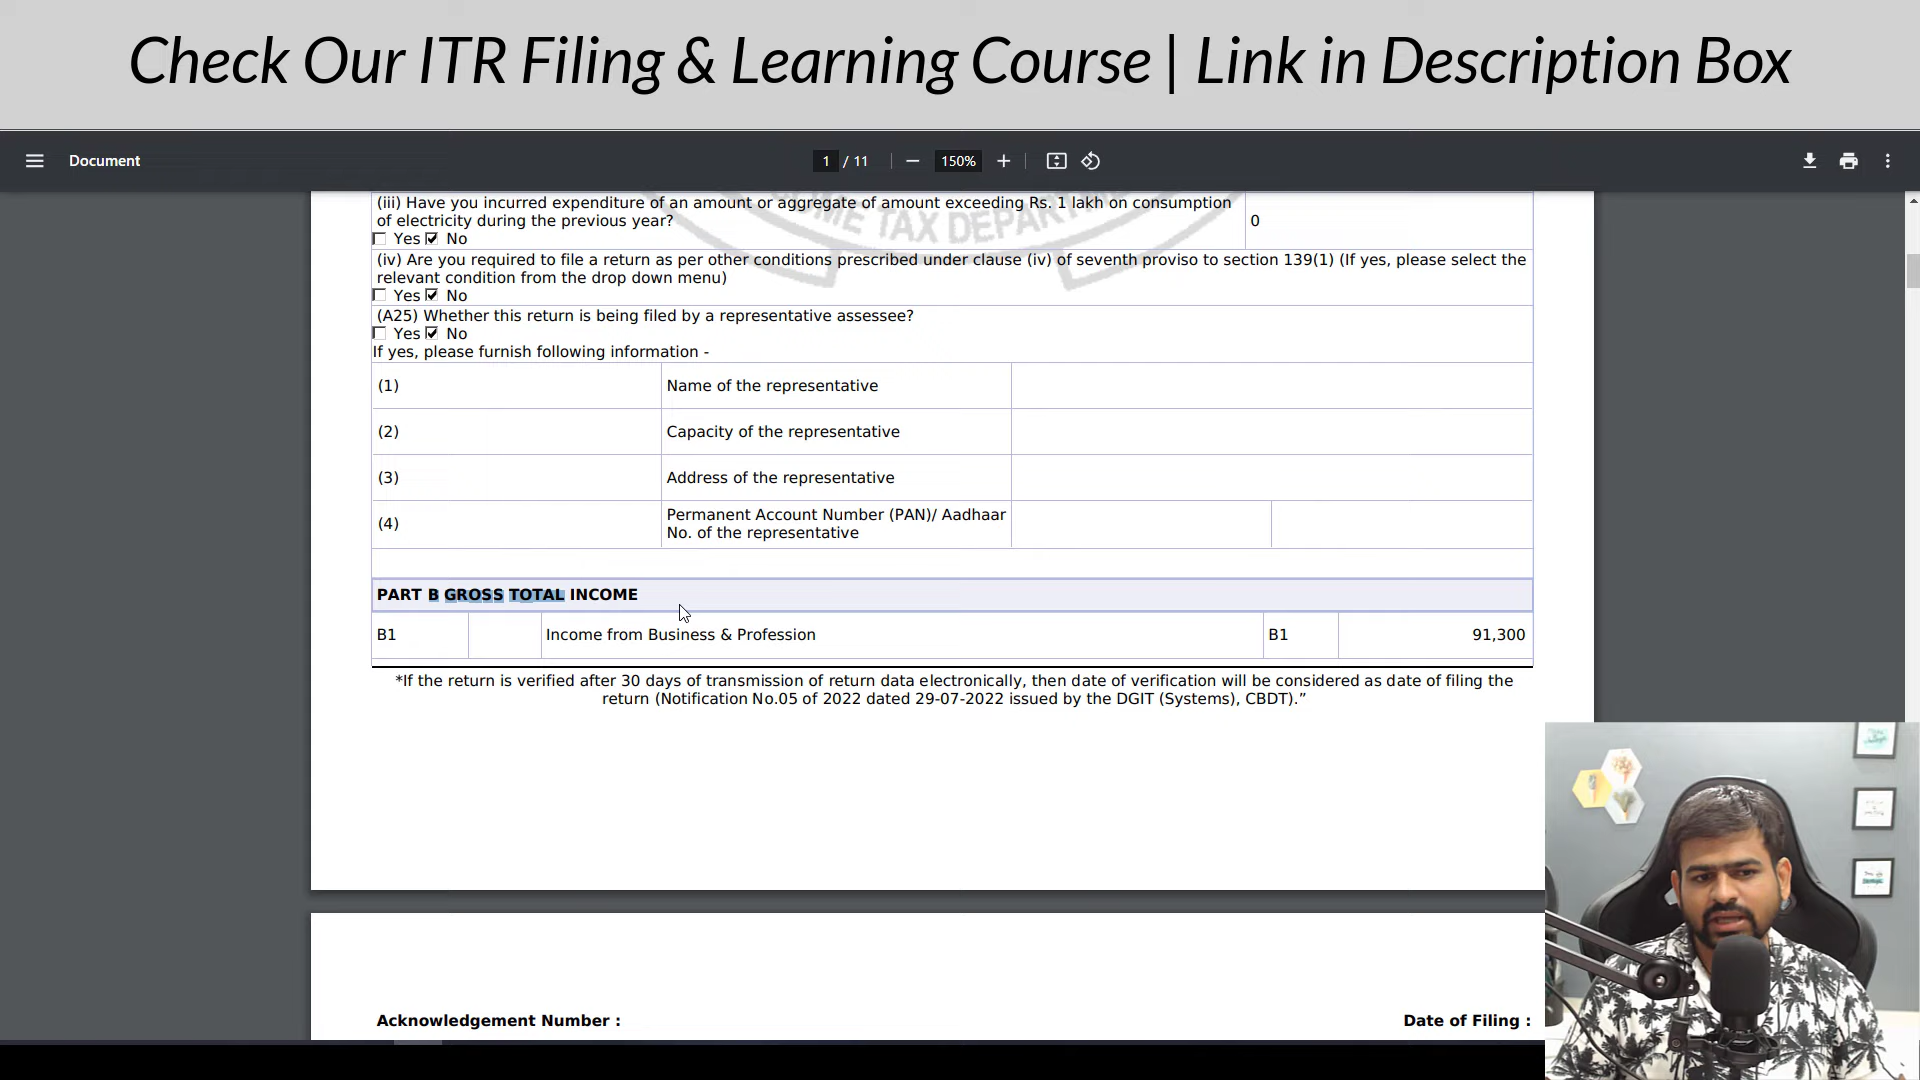 Check Our ITR Filing & Learning Course | Link in Description Box
Document
1 / 11
150%
(iii) Have you incurred expenditure of an amount or aggregate of amount exceeding Rs. 1 lakh on consumption
of electricity during the previous year?
0
Yes No
(iv) Are you required to file a return as per other conditions prescribed under clause (iv) of seventh proviso to section 139(1) (If yes, please select the
relevant condition from the drop down menu)
Yes No
(A25) Whether this return is being filed by a representative assessee?
Yes No
If yes, please furnish following information -
(1) Name of the representative
(2) Capacity of the representative
(3) Address of the representative
(4) Permanent Account Number (PAN)/ Aadhaar
No. of the representative
PART B GROSS TOTAL INCOME
B1 Income from Business & Profession B1 91,300
*If the return is verified after 30 days of transmission of return data electronically, then date of verification will be considered as date of filing the
return (Notification No.05 of 2022 dated 29-07-2022 issued by the DGIT (Systems), CBDT).”
Acknowledgement Number : Date of Filing :
TAX